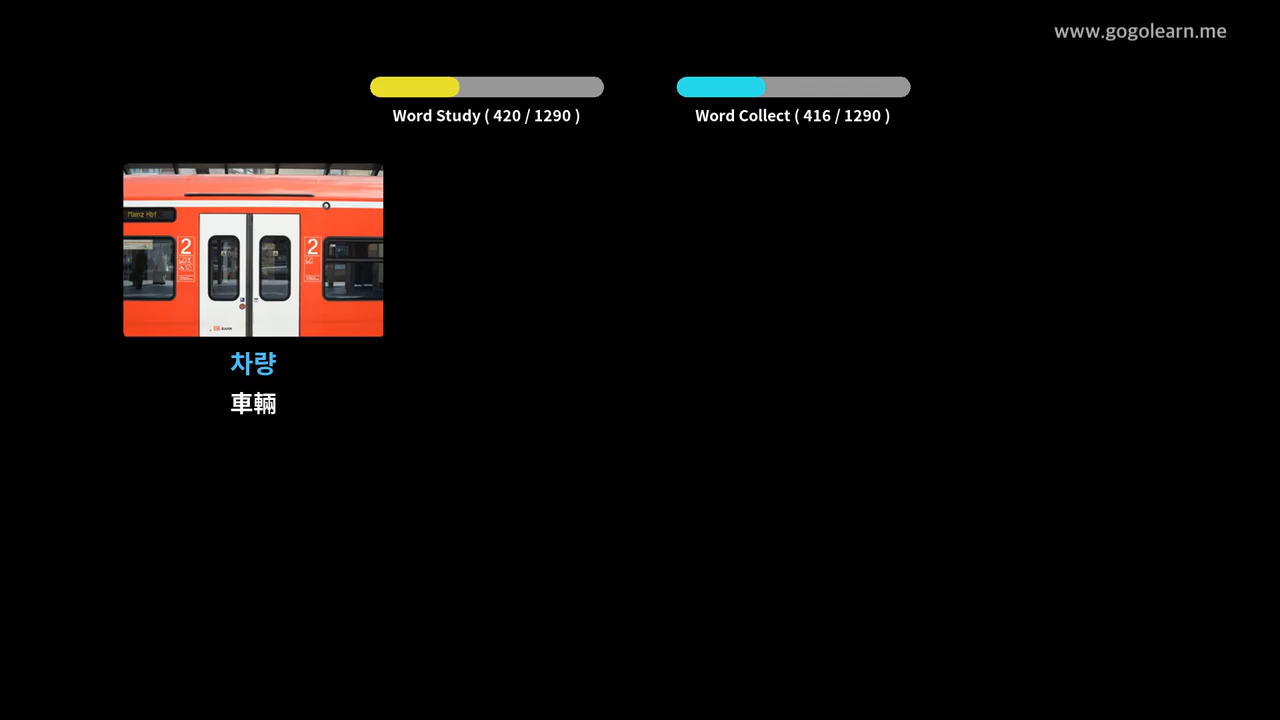 www.gogolearn.me
Word Study ( 420 / 1290 )
Word Collect ( 416 / 1290 )
Mainz Hbf
2
2
차량
車輛